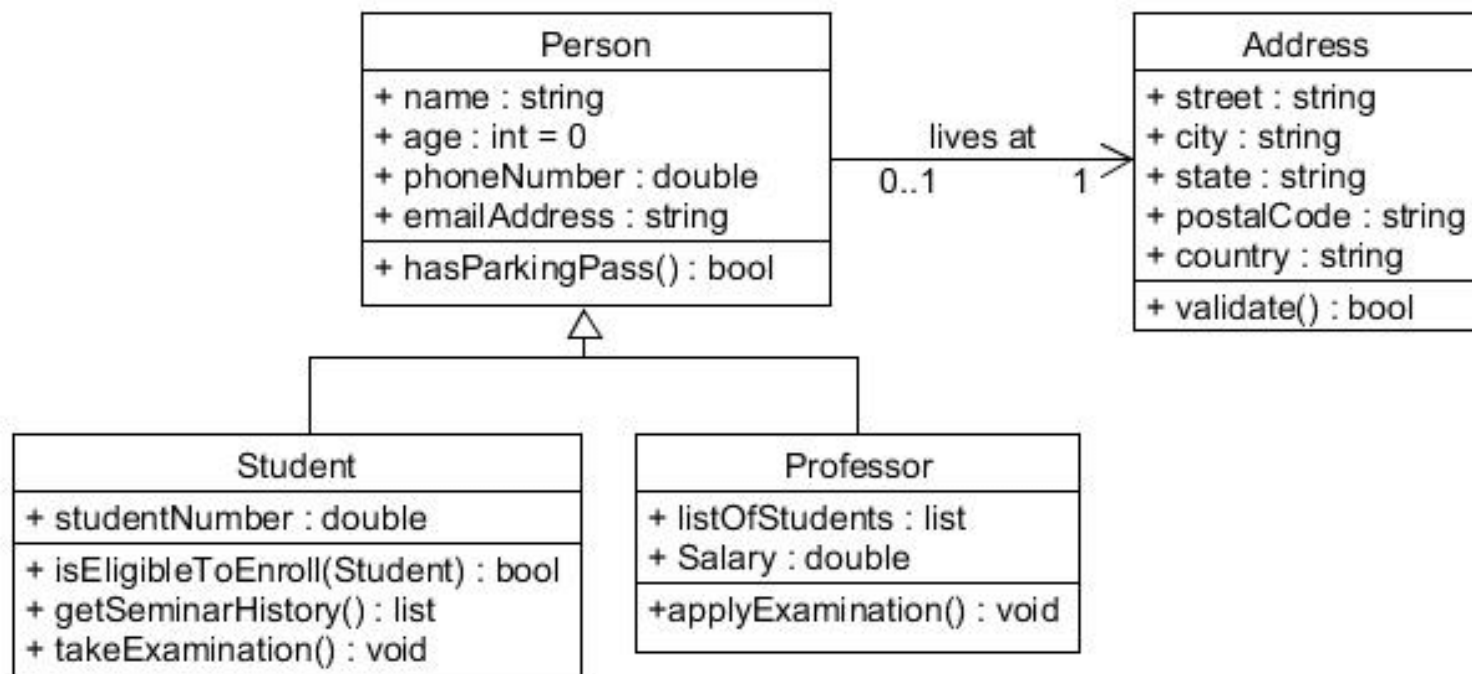 Person
+ name : string
+ age : int = 0
+ phoneNumber : double
+ emailAddress : string
+ hasParkingPass() : bool
lives at
0..1
1
Address
+ street : string
+ city : string
+ state : string
+ postalCode : string
+ country : string
+ validate() : bool
Student
+ studentNumber : double
+ isEligibleToEnroll(Student) : bool
+ getSeminarHistory() : list
+ takeExamination() : void
Professor
+ listOfStudents : list
+ Salary : double
+applyExamination() : void